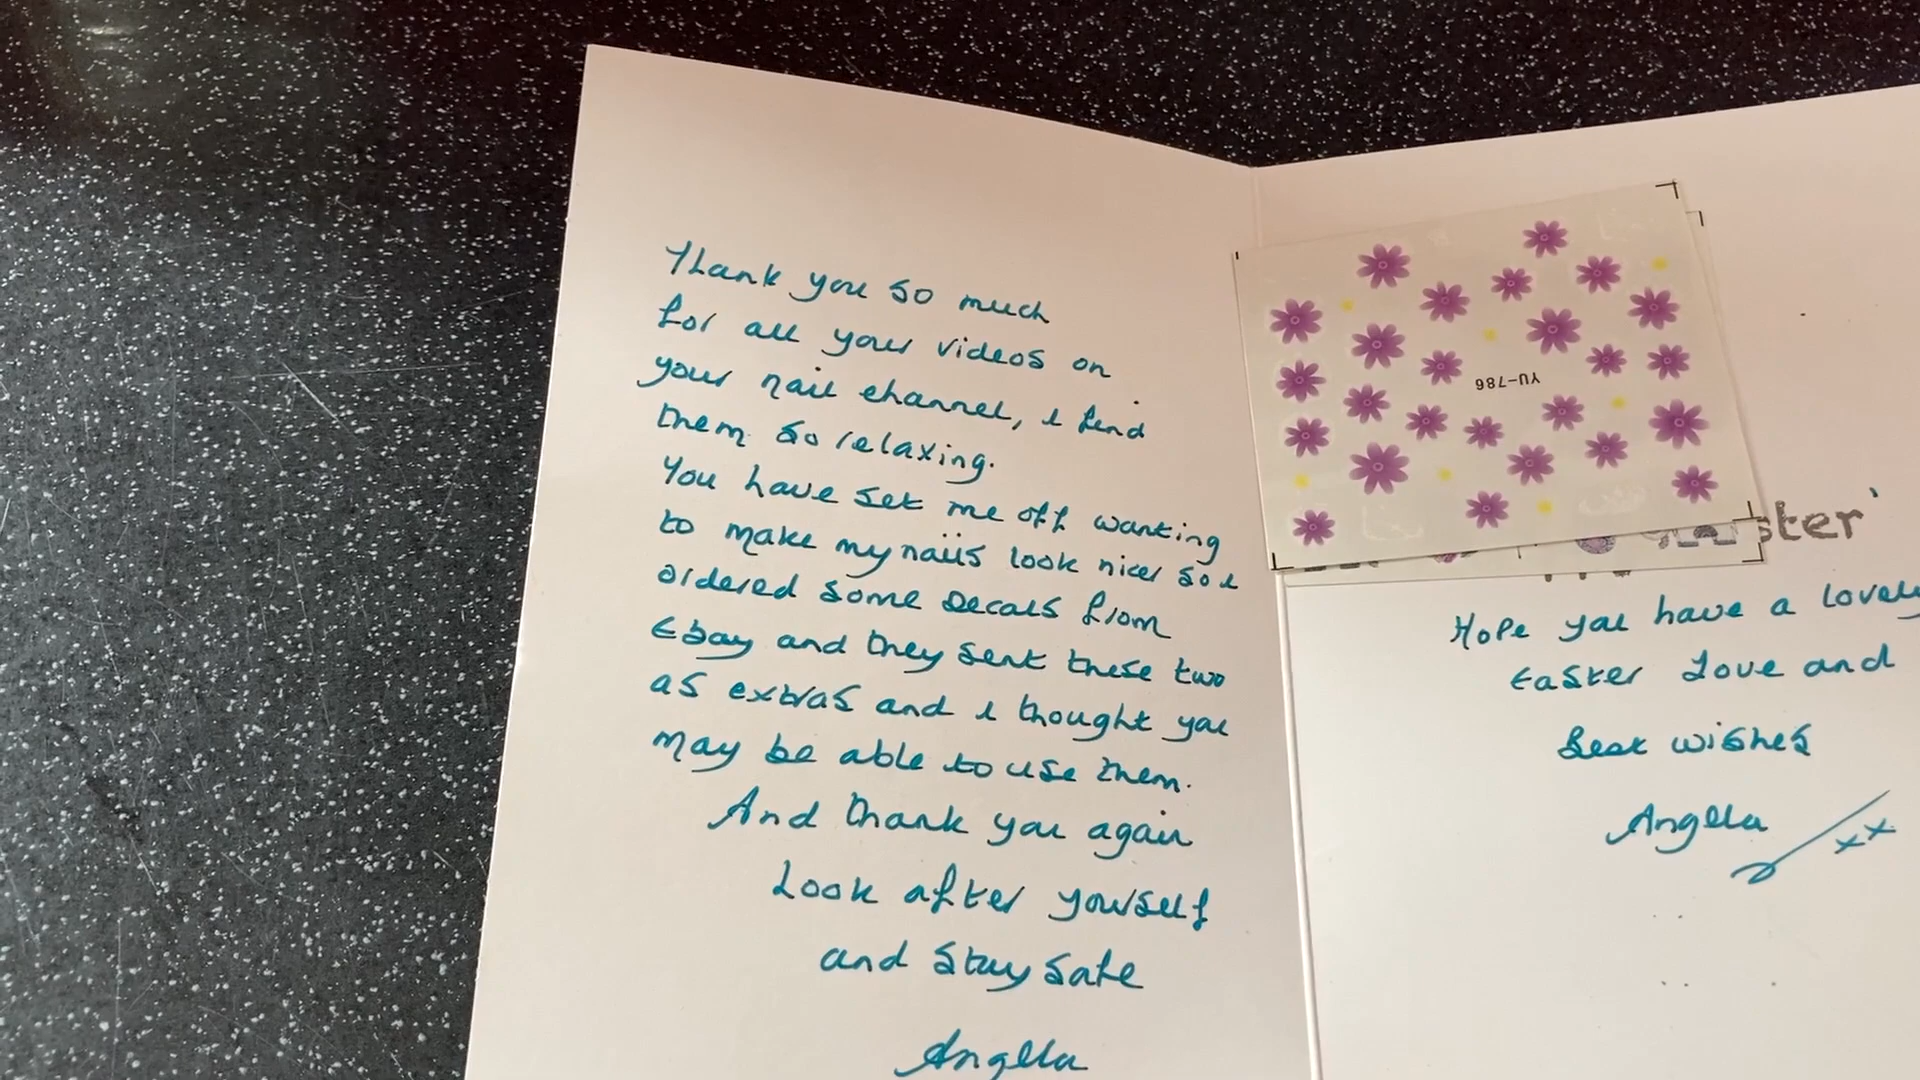 Thank you so much
for all your videos on
your nail channel, i find
them so relaxing.
You have set me off wanting
to make my nails look nicer so i
ordered some decals from
Ebay and they sent these two
as extras and i thought you
may be able to use them.
And thank you again
Look after yourself
and stay safe
Angela
YU-786
ster
Hope you have a lovely
Easter Love and
Best wishes
Angela xx